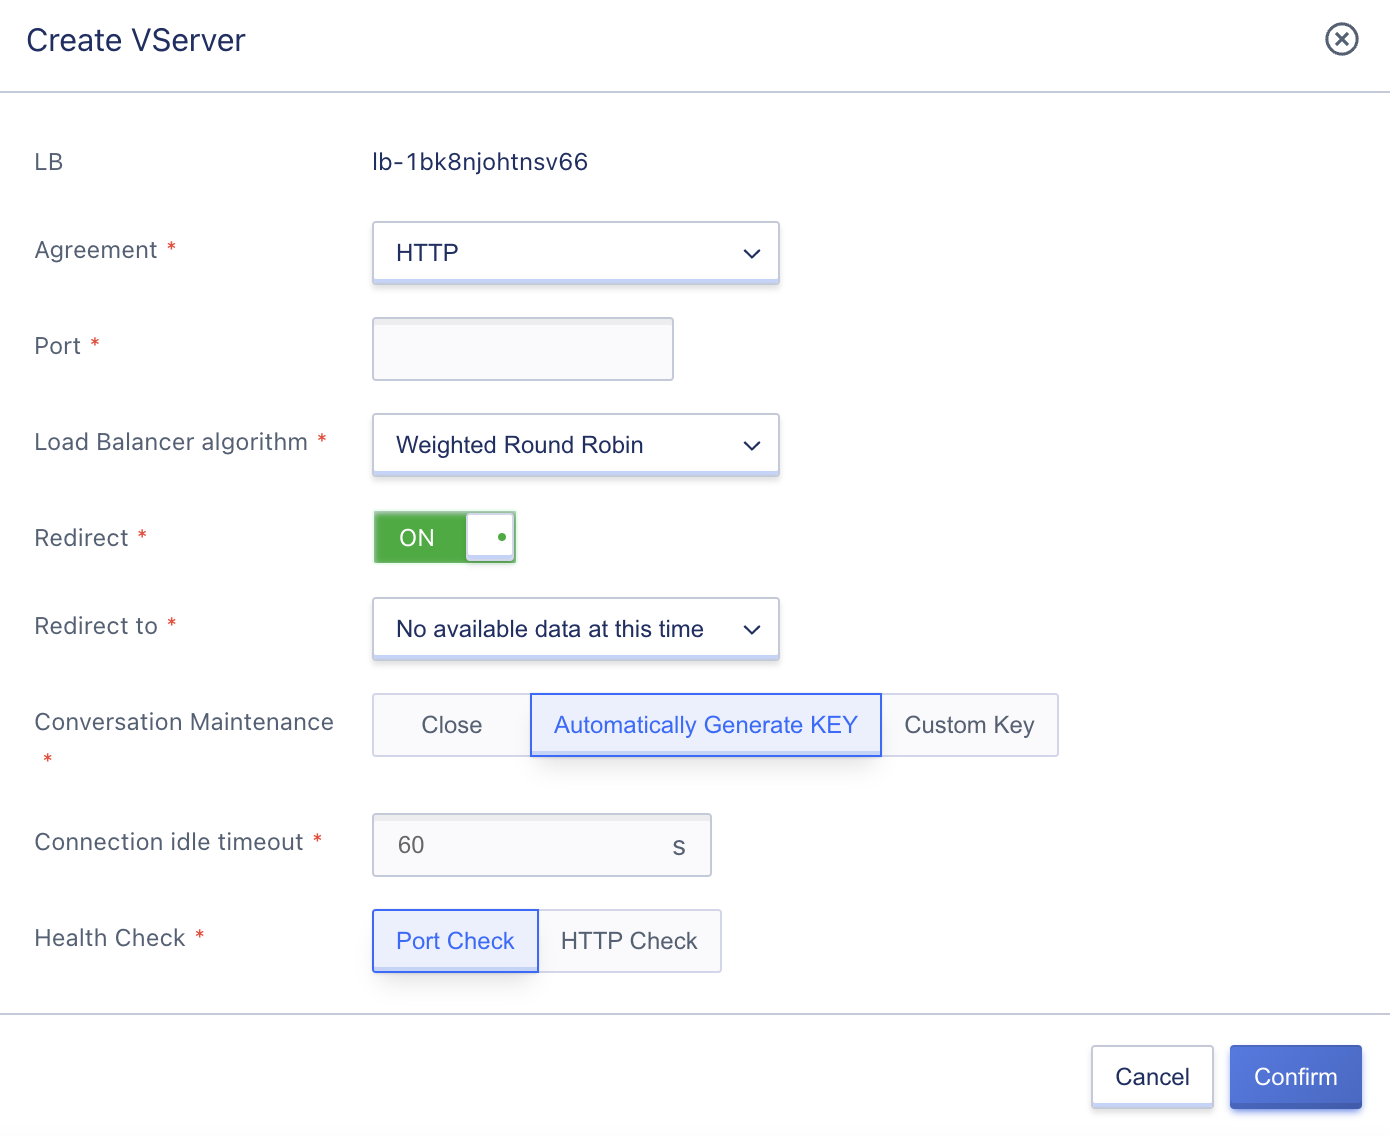 Create VServer
LB lb-1bk8njohtnsv66
Agreement * HTTP
Port *
Load Balancer algorithm * Weighted Round Robin
Redirect * ON
Redirect to * No available data at this time
Conversation Maintenance * Close Automatically Generate KEY Custom Key
Connection idle timeout * 60 s
Health Check * Port Check HTTP Check
Cancel Confirm